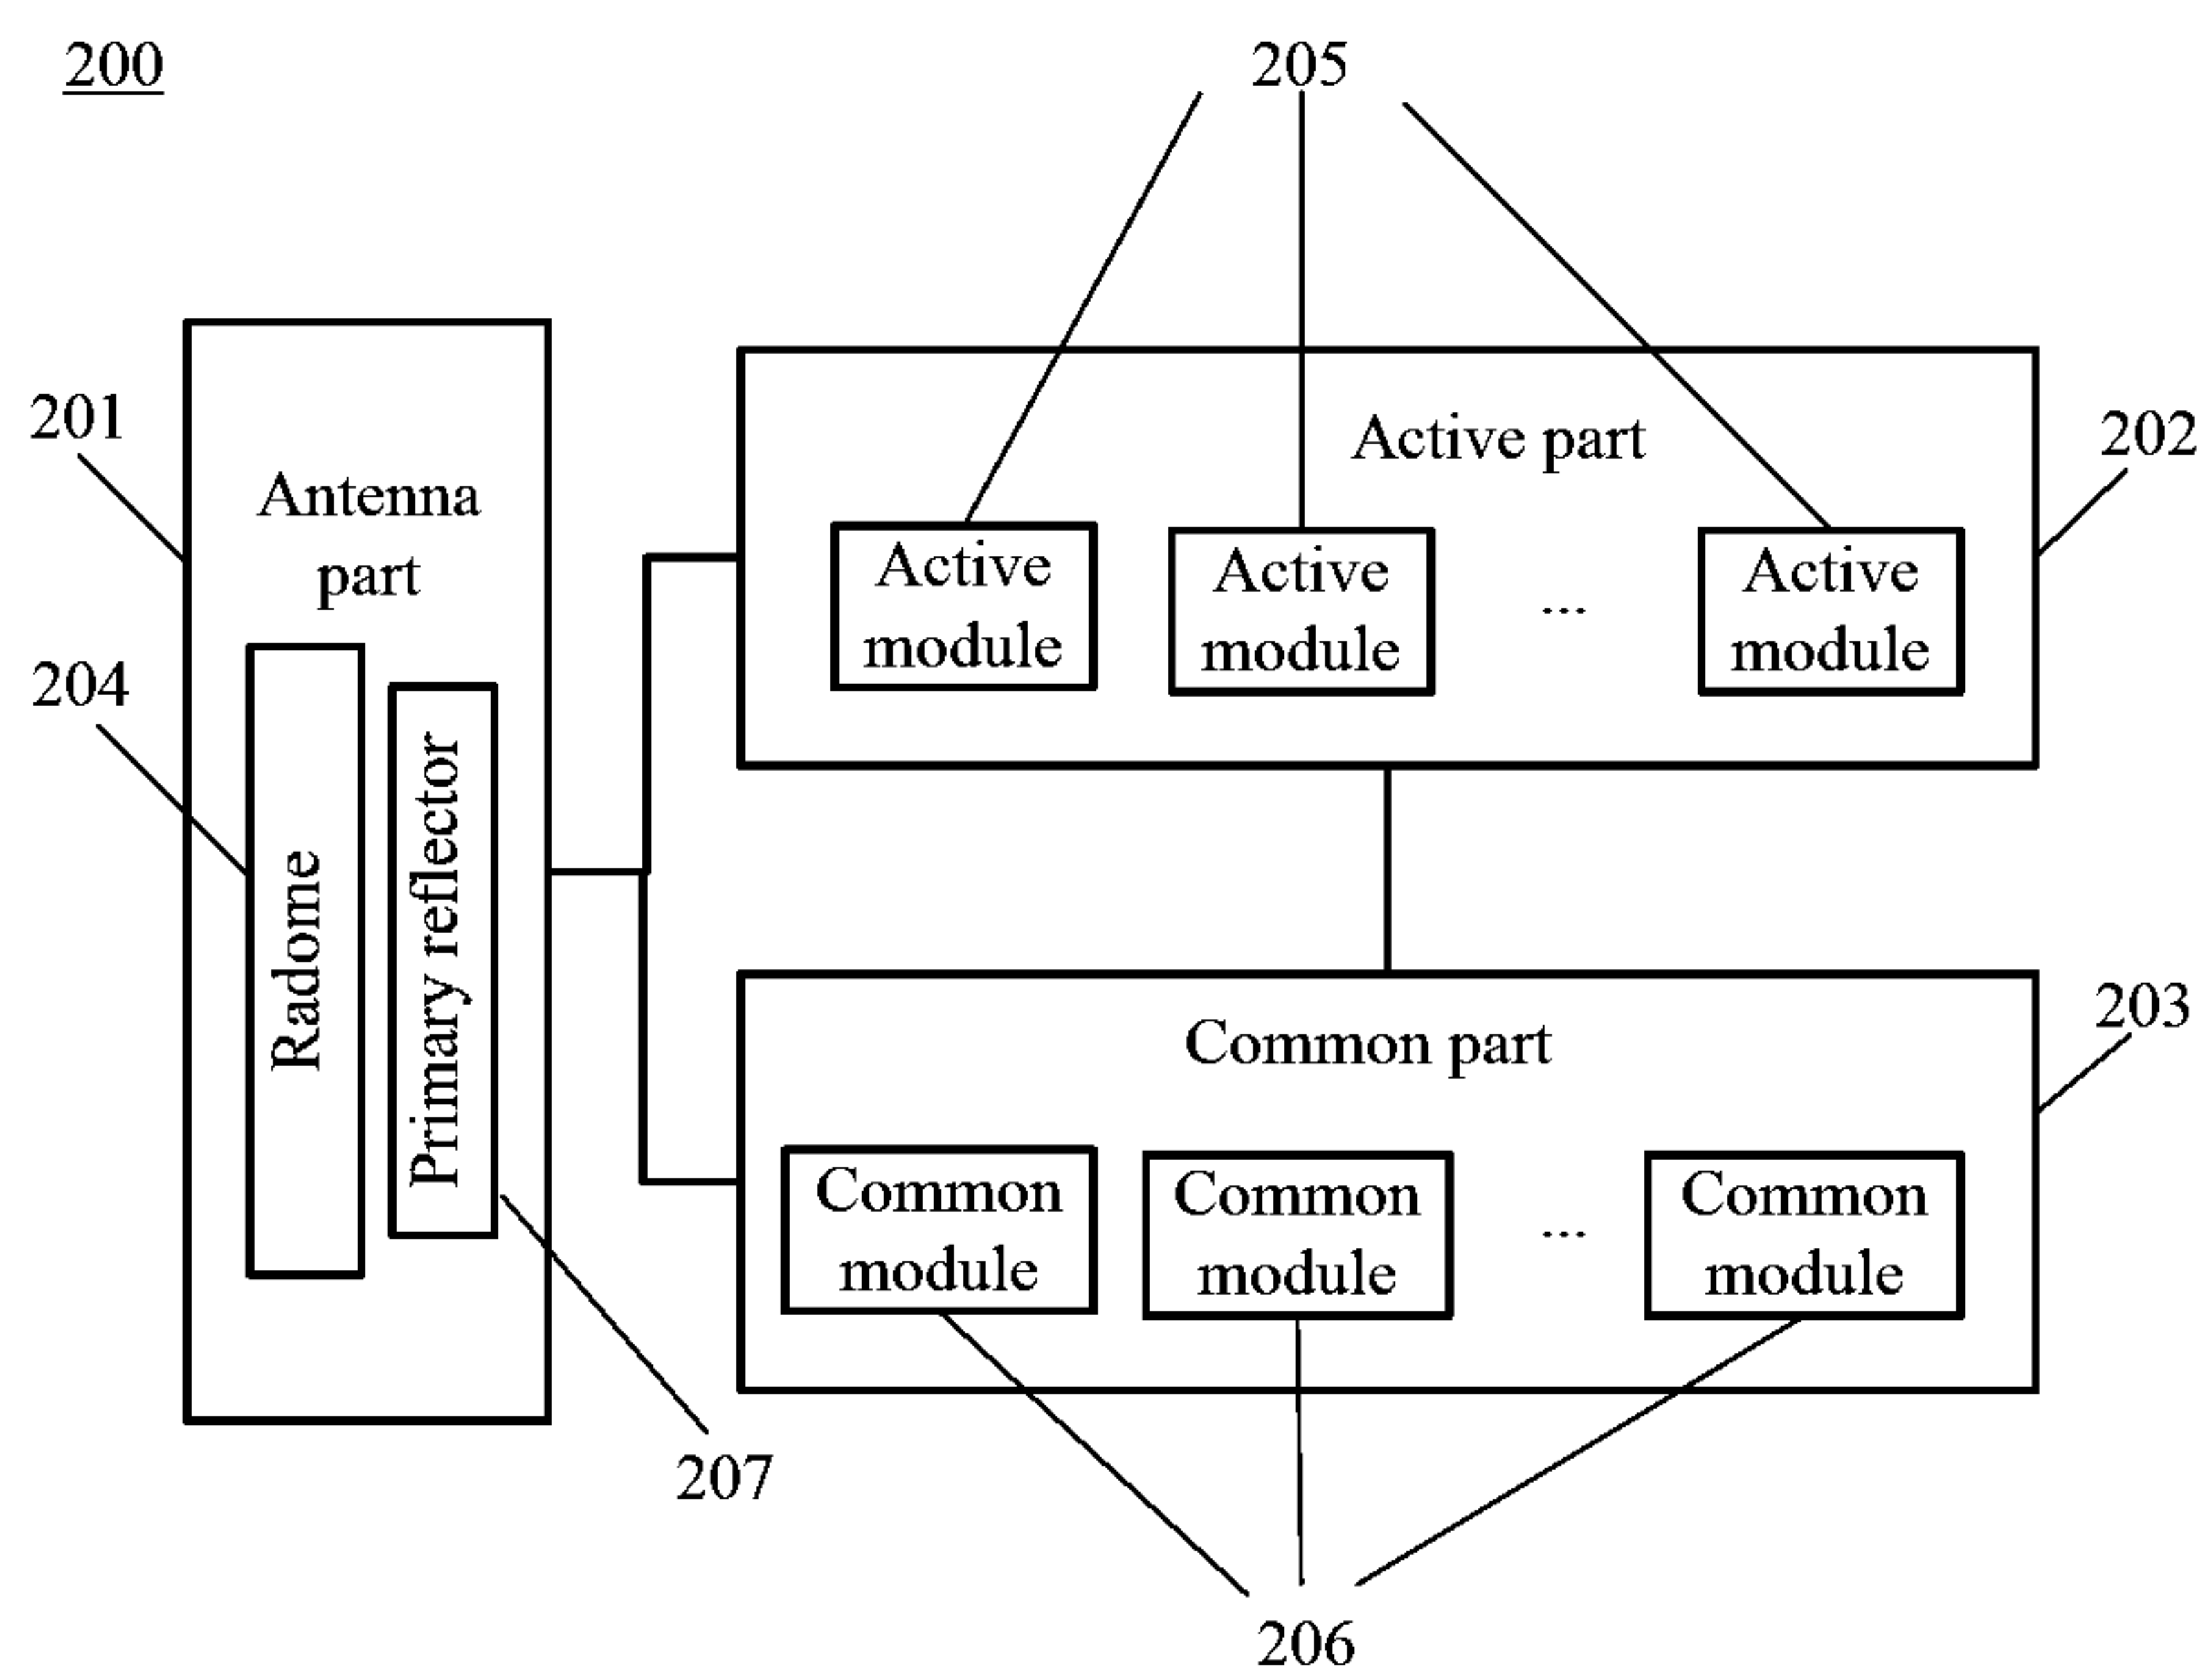 200
205
201
Antenna
part
204
Radome
Primary reflector
207
Active part
202
Active
module
Active
module
...
Active
module
Common part
203
Common
module
Common
module
...
Common
module
206